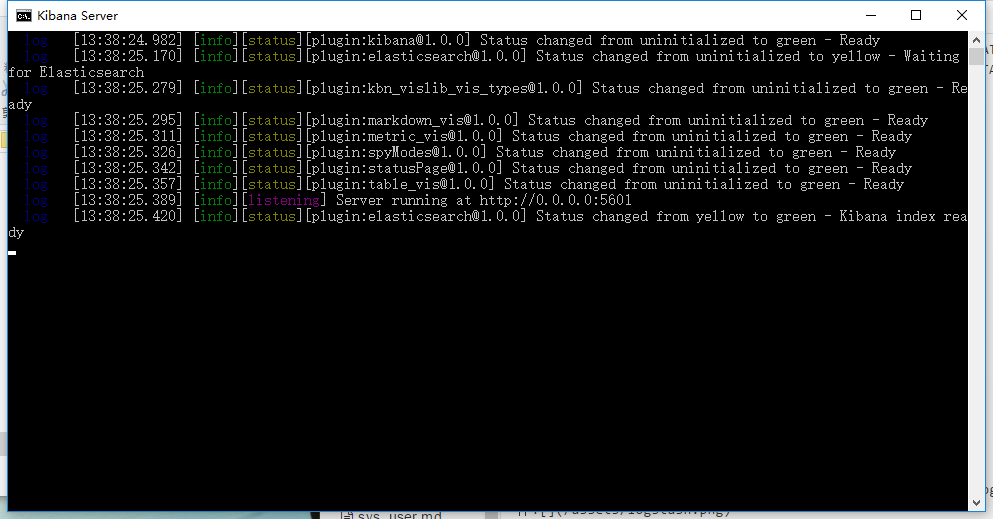 Kibana Server
log [13:38:24.982] [info][status][plugin:kibana@1.0.0] Status changed from uninitialized to green - Ready
log [13:38:25.170] [info][status][plugin:elasticsearch@1.0.0] Status changed from uninitialized to yellow - Waiting
for Elasticsearch
log [13:38:25.279] [info][status][plugin:kbn_vislib_vis_types@1.0.0] Status changed from uninitialized to green - Re
ady
log [13:38:25.295] [info][status][plugin:markdown_vis@1.0.0] Status changed from uninitialized to green - Ready
log [13:38:25.311] [info][status][plugin:metric_vis@1.0.0] Status changed from uninitialized to green - Ready
log [13:38:25.326] [info][status][plugin:spyModes@1.0.0] Status changed from uninitialized to green - Ready
log [13:38:25.342] [info][status][plugin:statusPage@1.0.0] Status changed from uninitialized to green - Ready
log [13:38:25.357] [info][status][plugin:table_vis@1.0.0] Status changed from uninitialized to green - Ready
log [13:38:25.389] [info][listening] Server running at http://0.0.0.0:5601
log [13:38:25.420] [info][status][plugin:elasticsearch@1.0.0] Status changed from yellow to green - Kibana index rea
dy
sys_user.md